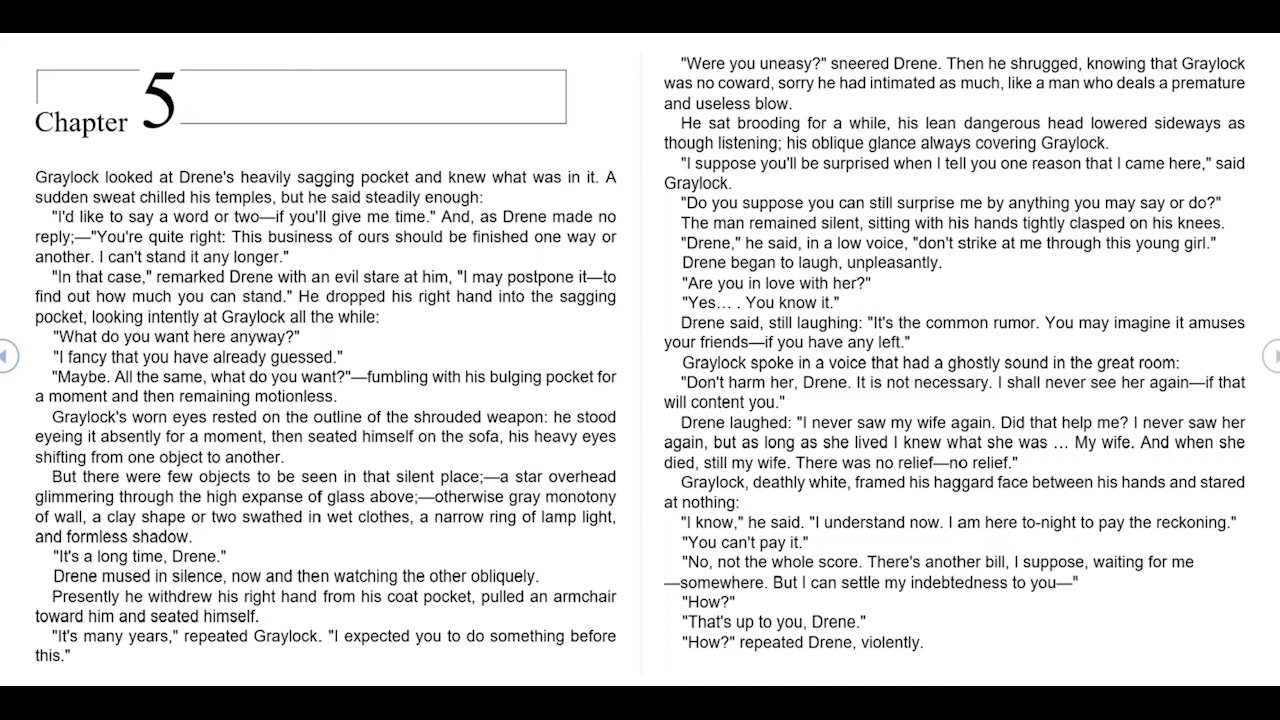 Chapter 5
Graylock looked at Drene's heavily sagging pocket and knew what was in it. A
sudden sweat chilled his temples, but he said steadily enough:
"I'd like to say a word or two—if you'll give me time." And, as Drene made no
reply;—"You're quite right: This business of ours should be finished one way or
another. I can't stand it any longer."
"In that case," remarked Drene with an evil stare at him, "I may postpone it—to
find out how much you can stand." He dropped his right hand into the sagging
pocket, looking intently at Graylock all the while:
"What do you want here anyway?"
"I fancy that you have already guessed."
"Maybe. All the same, what do you want?"—fumbling with his bulging pocket for
a moment and then remaining motionless.
Graylock's worn eyes rested on the outline of the shrouded weapon: he stood
eyeing it absently for a moment, then seated himself on the sofa, his heavy eyes
shifting from one object to another.
But there were few objects to be seen in that silent place;—a star overhead
glimmering through the high expanse of glass above;—otherwise gray monotony
of wall, a clay shape or two swathed in wet clothes, a narrow ring of lamp light,
and formless shadow.
"It's a long time, Drene."
Drene mused in silence, now and then watching the other obliquely.
Presently he withdrew his right hand from his coat pocket, pulled an armchair
toward him and seated himself.
"It's many years," repeated Graylock. "I expected you to do something before
this."
"Were you uneasy?" sneered Drene. Then he shrugged, knowing that Graylock
was no coward, sorry he had intimated as much, like a man who deals a premature
and useless blow.
He sat brooding for a while, his lean dangerous head lowered sideways as
though listening; his oblique glance always covering Graylock.
"I suppose you'll be surprised when I tell you one reason that I came here," said
Graylock.
"Do you suppose you can still surprise me by anything you may say or do?"
The man remained silent, sitting with his hands tightly clasped on his knees.
"Drene," he said, in a low voice, "don't strike at me through this young girl."
Drene began to laugh, unpleasantly.
"Are you in love with her?"
"Yes... . You know it."
Drene said, still laughing: "It's the common rumor. You may imagine it amuses
your friends—if you have any left."
Graylock spoke in a voice that had a ghostly sound in the great room:
"Don't harm her, Drene. It is not necessary. I shall never see her again—if that
will content you."
Drene laughed: "I never saw my wife again. Did that help me? I never saw her
again, but as long as she lived I knew what she was ... My wife. And when she
died, still my wife. There was no relief—no relief."
Graylock, deathly white, framed his haggard face between his hands and stared
at nothing:
"I know," he said. "I understand now. I am here to-night to pay the reckoning."
"You can't pay it."
"No, not the whole score. There's another bill, I suppose, waiting for me
—somewhere. But I can settle my indebtedness to you—"
"How?"
"That's up to you, Drene."
"How?" repeated Drene, violently.